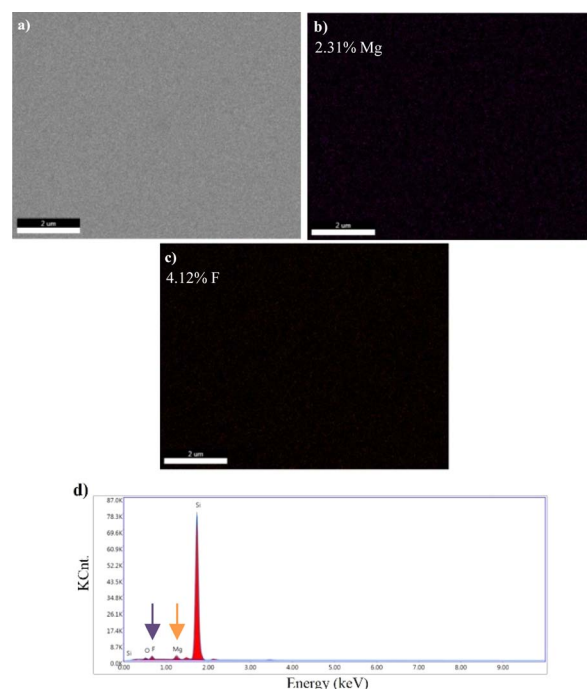 a)
2 um
b)
2.31% Mg
2 um
c)
4.12% F
2 um
d)
KCnt.
87.0K
78.3K
69.6K
60.9K
52.2K
43.5K
34.8K
26.1K
17.4K
8.7K
0.0K
Si
O
F
Mg
Si
0.00
1.00
2.00
3.00
4.00
5.00
6.00
7.00
8.00
9.00
Energy (keV)